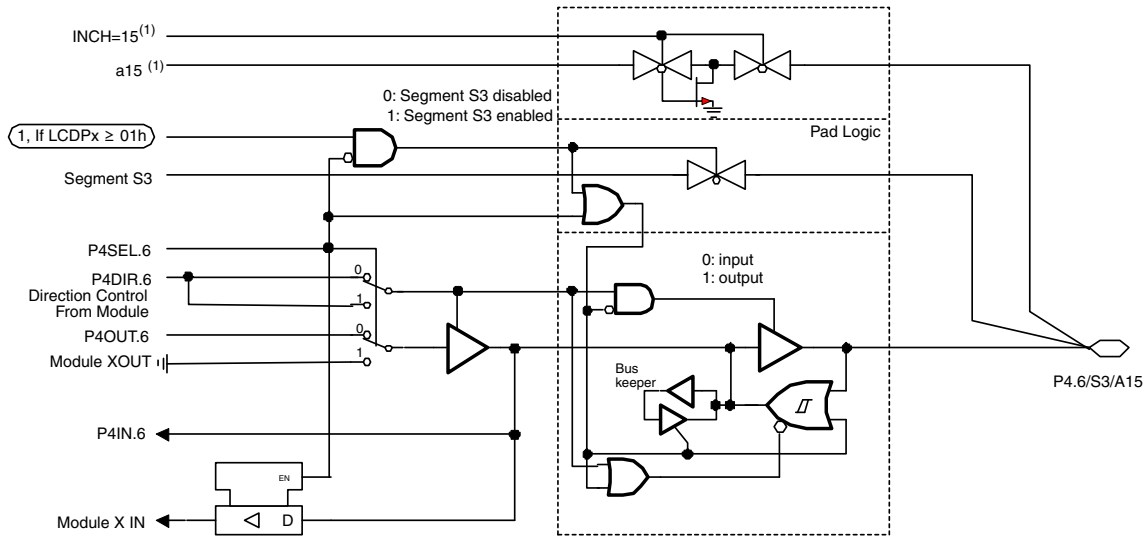 INCH=15(1)
a15 (1)
0: Segment S3 disabled
1: Segment S3 enabled
Pad Logic
1, If LCDPx ≥ 01h
Segment S3
P4SEL.6
P4DIR.6
0
Direction Control
From Module
1
0: input
1: output
P4OUT.6
0
Module XOUT
1
Bus
keeper
P4.6/S3/A15
P4IN.6
EN
Module X IN
D